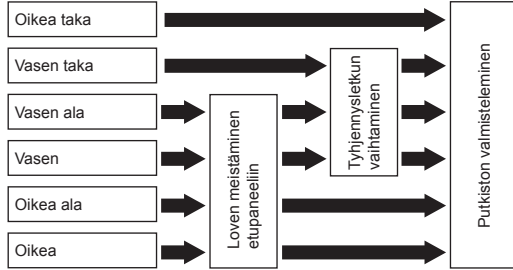 Oikea taka
Vasen taka
Vasen ala
Vasen
Oikea ala
Oikea
Loven meistäminen
etupaneeliin
Tyhjennysletkun
vaihtaminen
Putkiston valmisteleminen